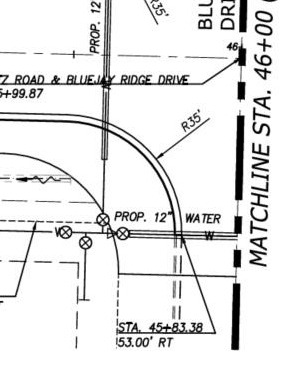 PROP. 12
R35'
BLU
DRI
46
TZ ROAD & BLUEJAY RIDGE DRIVE
5+99.87
R35'
MATCHLINE STA. 46+00 (
PROP. 12" WATER
W
STA. 45+83.38
53.00' RT